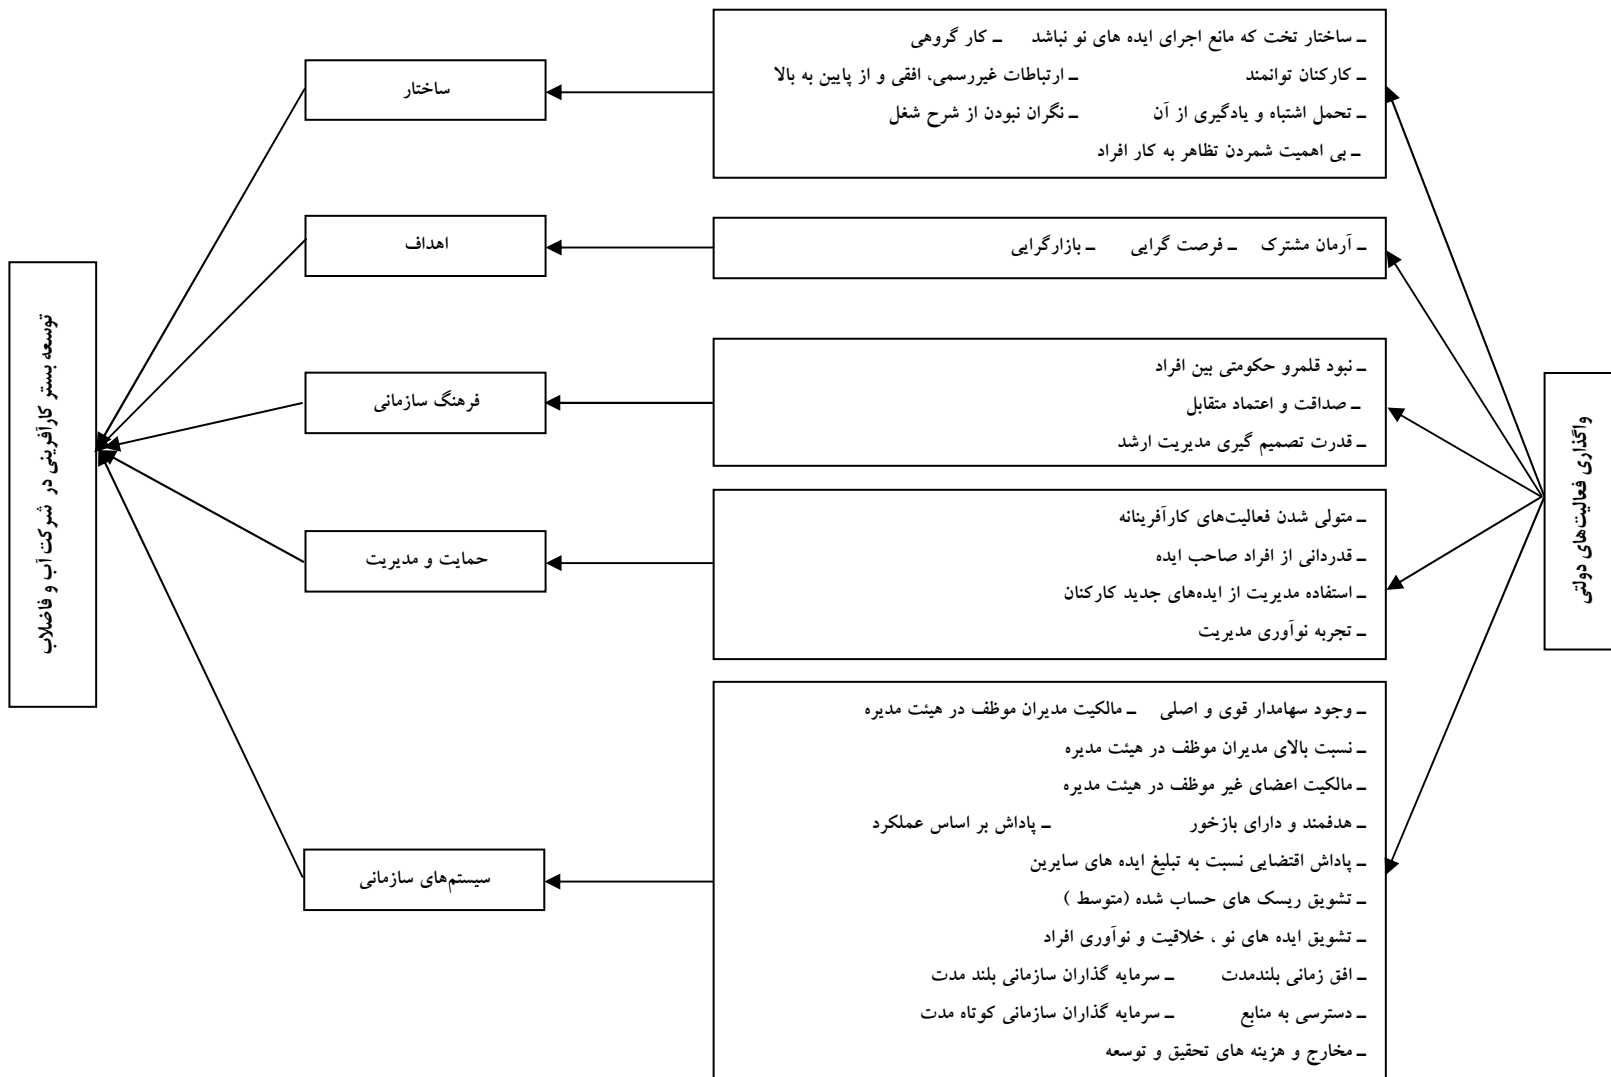 واگذاری فعالیت‌های دولتی
ـ ساختار تخت که مانع اجرای ایده های نو نباشد ـ کار گروهی
ـ کارکنان توانمند ـ ارتباطات غیررسمی، افقی و از پایین به بالا
ـ تحمل اشتباه و یادگیری از آن ـ نگران نبودن از شرح شغل
ـ بی اهمیت شمردن تظاهر به کار افراد
ساختار
ـ آرمان مشترک ـ فرصت گرایی ـ بازارگرایی
اهداف
ـ نبود قلمرو حکومتی بین افراد
ـ صداقت و اعتماد متقابل
ـ قدرت تصمیم گیری مدیریت ارشد
فرهنگ سازمانی
ـ متولی شدن فعالیت‌های کارآفرینانه
ـ قدردانی از افراد صاحب ایده
ـ استفاده مدیریت از ایده‌های جدید کارکنان
ـ تجربه نوآوری مدیریت
حمایت و مدیریت
ـ وجود سهامدار قوی و اصلی ـ مالکیت مدیران موظف در هیئت مدیره
ـ نسبت بالای مدیران موظف در هیئت مدیره
ـ مالکیت اعضای غیر موظف در هیئت مدیره
ـ هدفمند و دارای بازخور ـ پاداش بر اساس عملکرد
ـ پاداش اقتضایی نسبت به تبلیغ ایده های سایرین
ـ تشویق ریسک های حساب شده (متوسط )
ـ تشویق ایده های نو ، خلاقیت و نوآوری افراد
ـ افق زمانی بلندمدت ـ سرمایه گذاران سازمانی بلند مدت
ـ دسترسی به منابع ـ سرمایه گذاران سازمانی کوتاه مدت
ـ مخارج و هزینه های تحقیق و توسعه
سیستم‌های سازمانی
توسعه بستر کارآفرینی در شرکت آب و فاضلاب